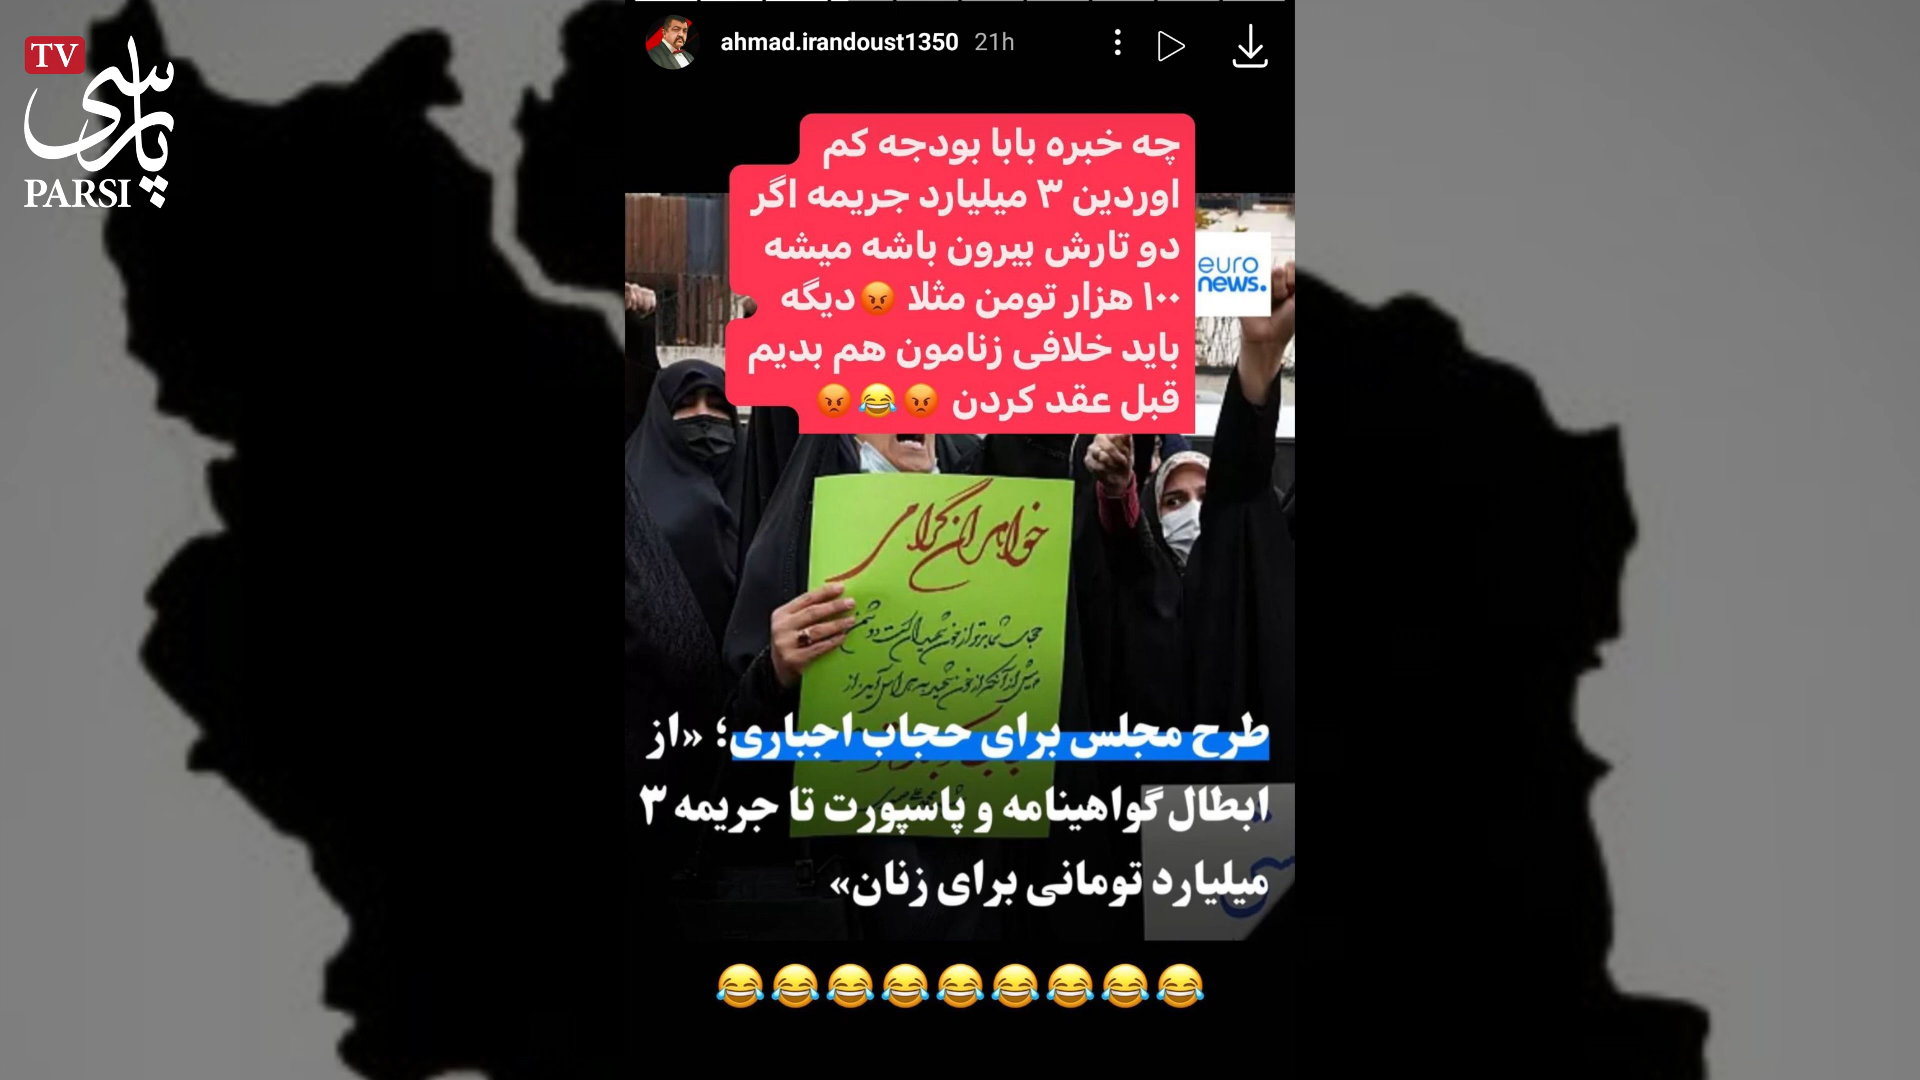 TV
پارسی
PARSI
ahmad.irandoust1350 21h
چه خبره بابا بودجه کم
اوردین ۳ میلیارد جریمه اگر
دو تارش بیرون باشه میشه
۱۰۰ هزار تومن مثلا 😡دیگه
باید خلافی زنامون هم بدیم
قبل عقد کردن 😡😂😡
euro
news.
خواهران گرامی
طرح مجلس برای حجاب اجباری؛ «از
ابطال گواهینامه و پاسپورت تا جریمه ۳
میلیارد تومانی برای زنان»
😂😂😂😂😂😂😂😂😂